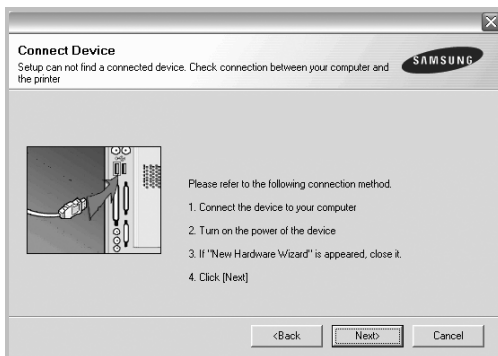 Connect Device
Setup can not find a connected device. Check connection between your computer and
the printer
SAMSUNG
Please refer to the following connection method.
1. Connect the device to your computer
2. Turn on the power of the device
3. If "New Hardware Wizard" is appeared, close it.
4. Click [Next]
<Back
Next>
Cancel